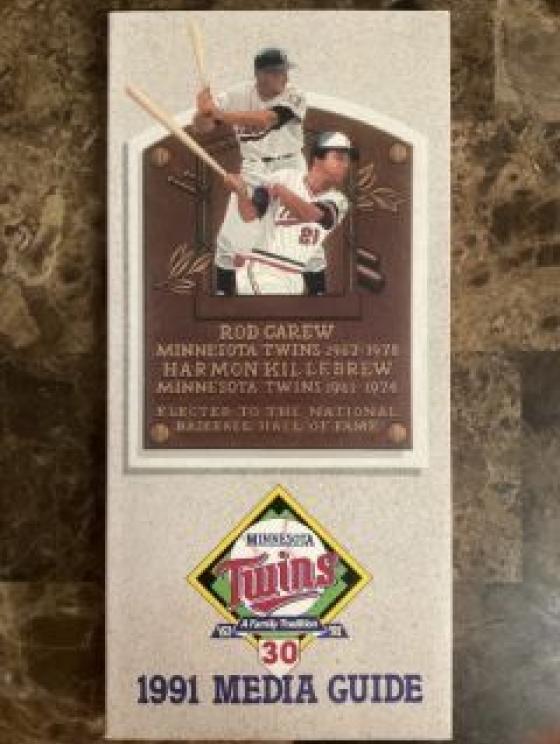 21
ROD CAREW
MINNESOTA TWINS 1967-1978
HARMON KILLEBREW
MINNESOTA TWINS 1961-1974
ELECTED TO THE NATIONAL
BASEBALL HALL OF FAME
MINNESOTA
Twins
A Family Tradition
30
1991 MEDIA GUIDE